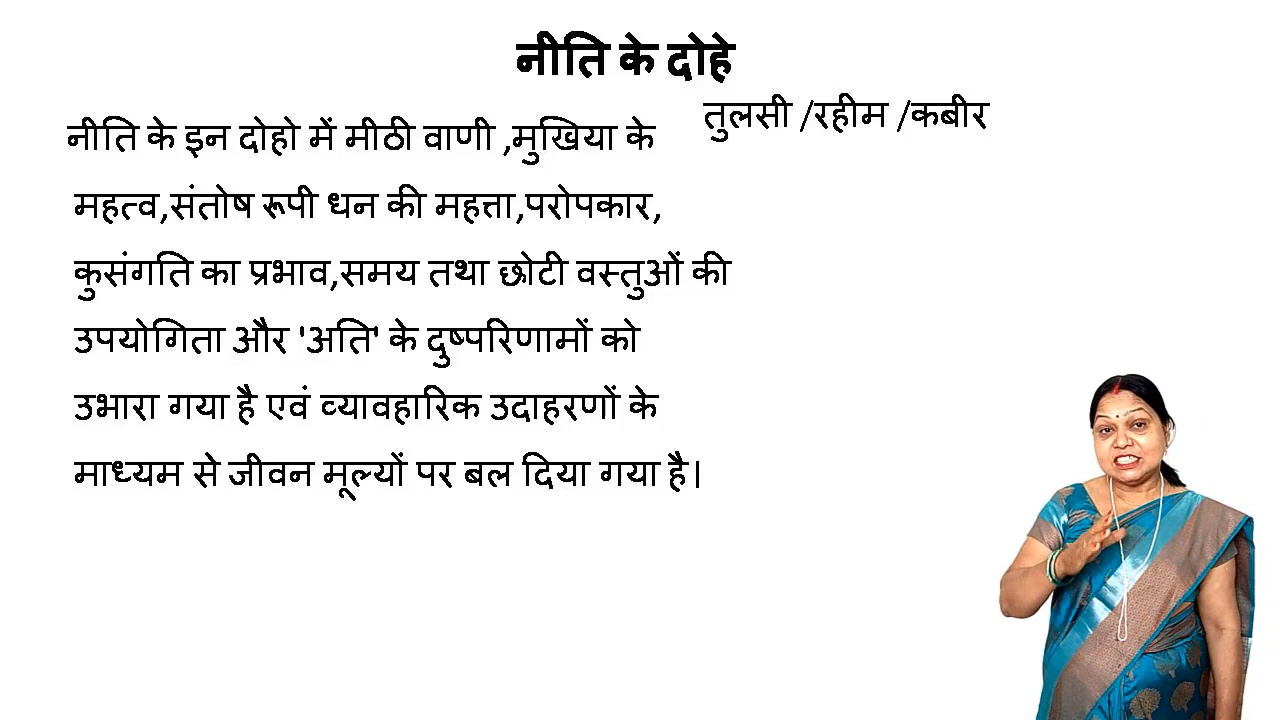 नीति के दोहे
तुलसी /रहीम /कबीर
नीति के इन दोहो में मीठी वाणी ,मुखिया के
महत्व,संतोष रूपी धन की महत्ता,परोपकार,
कुसंगति का प्रभाव,समय तथा छोटी वस्तुओं की
उपयोगिता और 'अति' के दुष्परिणामों को
उभारा गया है एवं व्यावहारिक उदाहरणों के
माध्यम से जीवन मूल्यों पर बल दिया गया है।